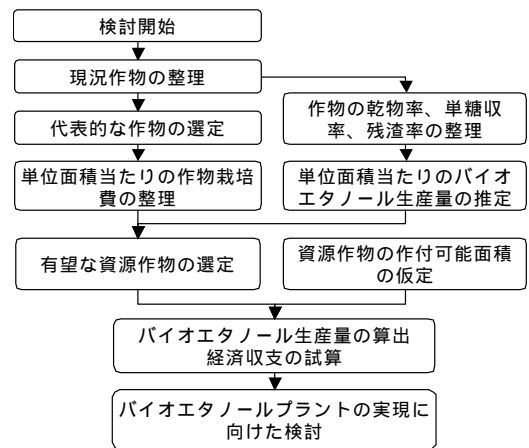 検討開始
現況作物の整理
代表的な作物の選定
作物の乾物率、単糖収
率、残渣率の整理
単位面積当たりの作物栽培
費の整理
単位面積当たりのバイオ
エタノール生産量の推定
有望な資源作物の選定
資源作物の作付可能面積
の仮定
バイオエタノール生産量の算出
経済収支の試算
バイオエタノールプラントの実現に
向けた検討